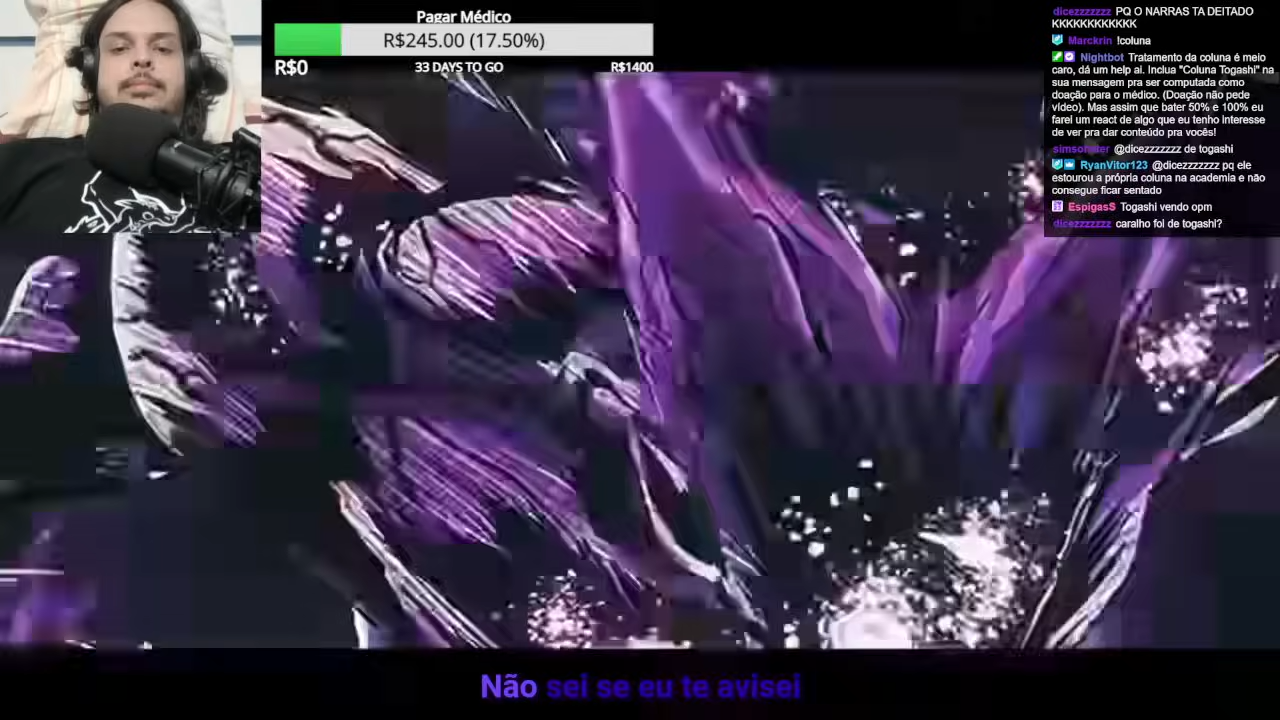 Pagar Médico
R$245.00 (17.50%)
R$0
33 DAYS TO GO
R$1400
dicezzzzzzz PQ O NARRAS TA DEITADO
KKKKKKKKKKKK
Marckrin !coluna
Nightbot Tratamento da coluna é meio
caro, dá um help ai. Inclua "Coluna Togashi" na
sua mensagem pra ser computada como
doação para o médico. (Doação não pede
vídeo). Mas assim que bater 50% e 100% eu
farei um react de algo que eu tenho interesse
de ver pra dar conteúdo pra vocês!
@dicezzzzzzz de togashi
RyanVitor123 @dicezzzzzzz pq ele
estourou a própria coluna na academia e não
consegue ficar sentado
EspigasS Togashi vendo opm
dicezzzzzzz caralho foi de togashi?
Não sei se eu te avisei